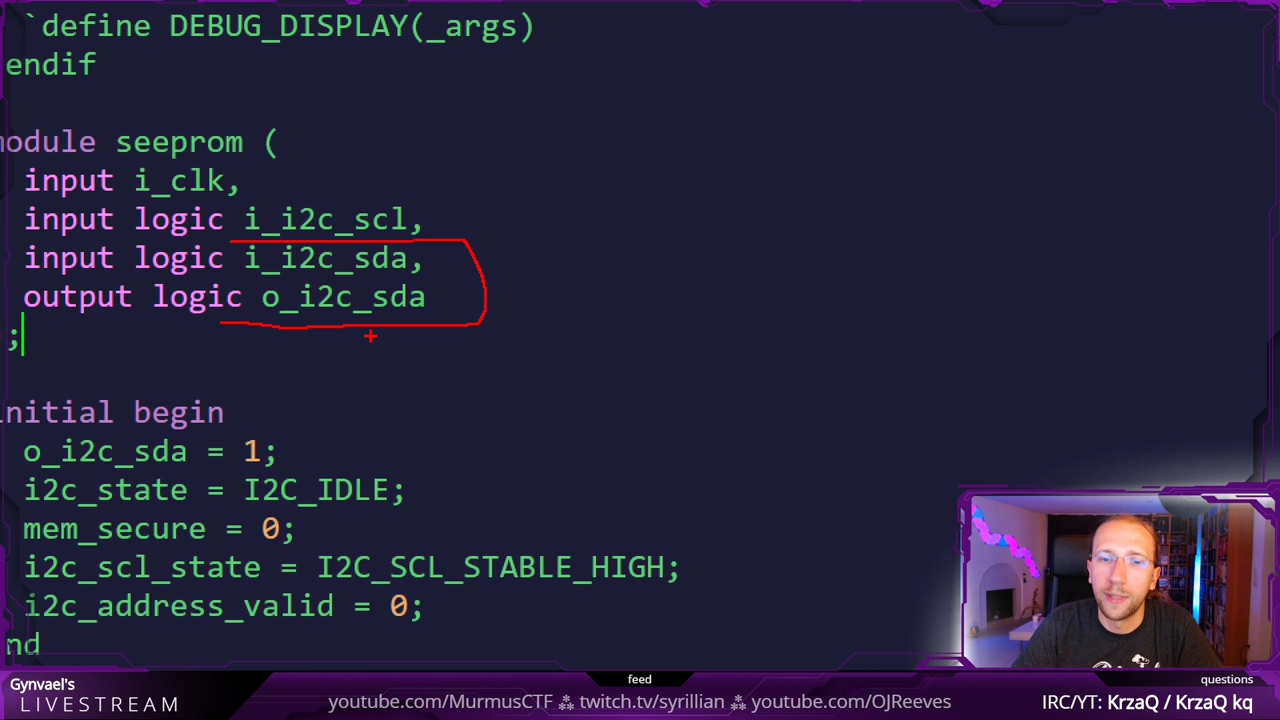 `define DEBUG_DISPLAY(_args)
endif
module seeprom (
input i_clk,
input logic i_i2c_scl,
input logic i_i2c_sda,
output logic o_i2c_sda
;
initial begin
o_i2c_sda = 1;
i2c_state = I2C_IDLE;
mem_secure = 0;
i2c_scl_state = I2C_SCL_STABLE_HIGH;
i2c_address_valid = 0;
nd
Gynvael's
LIVESTREAM
feed
youtube.com/MurmusCTF ⁂ twitch.tv/syrillian ⁂ youtube.com/OJReeves
questions
IRC/YT: KrzaQ / KrzaQ kq